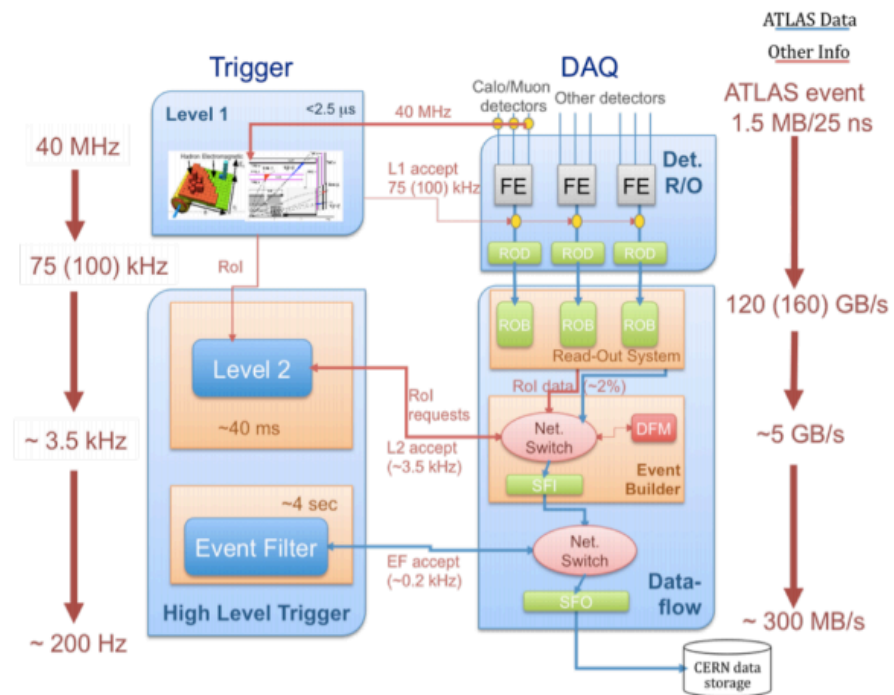 ATLAS Data
Other Info
Trigger
DAQ
Calo/Muon
detectors
Other detectors
ATLAS event
1.5 MB/25 ns
Level 1
<2.5 μs
40 MHz
40 MHz
L1 accept
75 (100) kHz
FE
FE
FE
Det.
R/O
ROD
ROD
ROD
75 (100) kHz
RoI
120 (160) GB/s
ROB
ROB
ROB
Read-Out System
Level 2
~40 ms
RoI
requests
RoI data (~2%)
L2 accept
(~3.5 kHz)
Net.
Switch
DFM
SFI
Event
Builder
~ 3.5 kHz
~5 GB/s
~4 sec
Event Filter
High Level Trigger
EF accept
(~0.2 kHz)
Net.
Switch
SFO
Data-
flow
~ 200 Hz
~ 300 MB/s
CERN data
storage